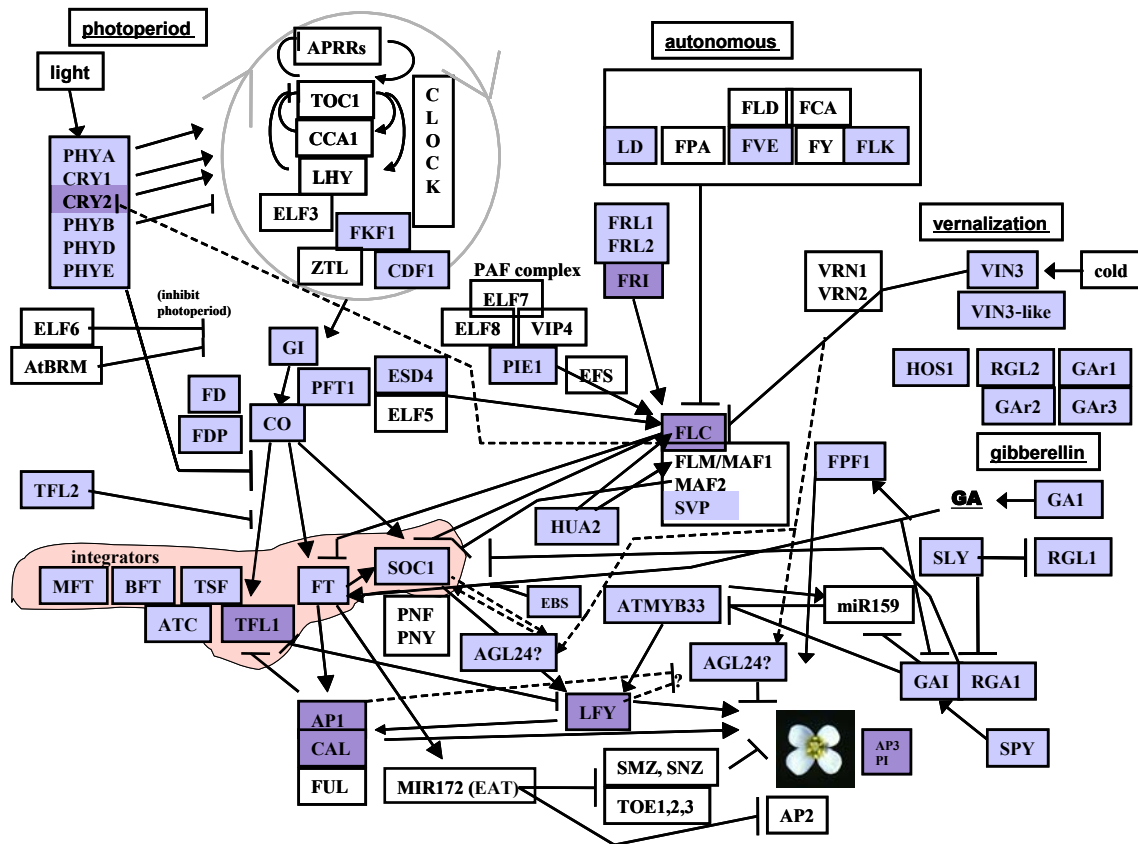 photoperiod
autonomous
light
APRRs
TOC1
CCA1
LHY
ELF3
FKF1
ZTL
CDF1
C
L
O
C
K
PHYA
CRY1
CRY2
PHYB
PHYD
PHYE
FLD
FCA
LD
FPA
FVE
FY
FLK
FRL1
FRL2
FRI
vernalization
VRN1
VRN2
VIN3
cold
VIN3-like
PAF complex
ELF7
ELF8
VIP4
PIE1
EFS
(inhibit
photoperiod)
ELF6
AtBRM
GI
PFT1
ESD4
ELF5
FD
FDP
CO
HOS1
RGL2
GAr1
GAr2
GAr3
gibberellin
FLC
FLM/MAF1
MAF2
SVP
FPF1
GA
GA1
TFL2
HUA2
SLY
RGL1
integrators
MFT
BFT
TSF
FT
SOC1
ATC
TFL1
PNF
PNY
EBS
ATMYB33
miR159
AGL24?
AGL24?
GAI
RGA1
?
AP1
CAL
FUL
LFY
AP3
PI
SPY
MIR172 (EAT)
SMZ, SNZ
TOE1,2,3
AP2